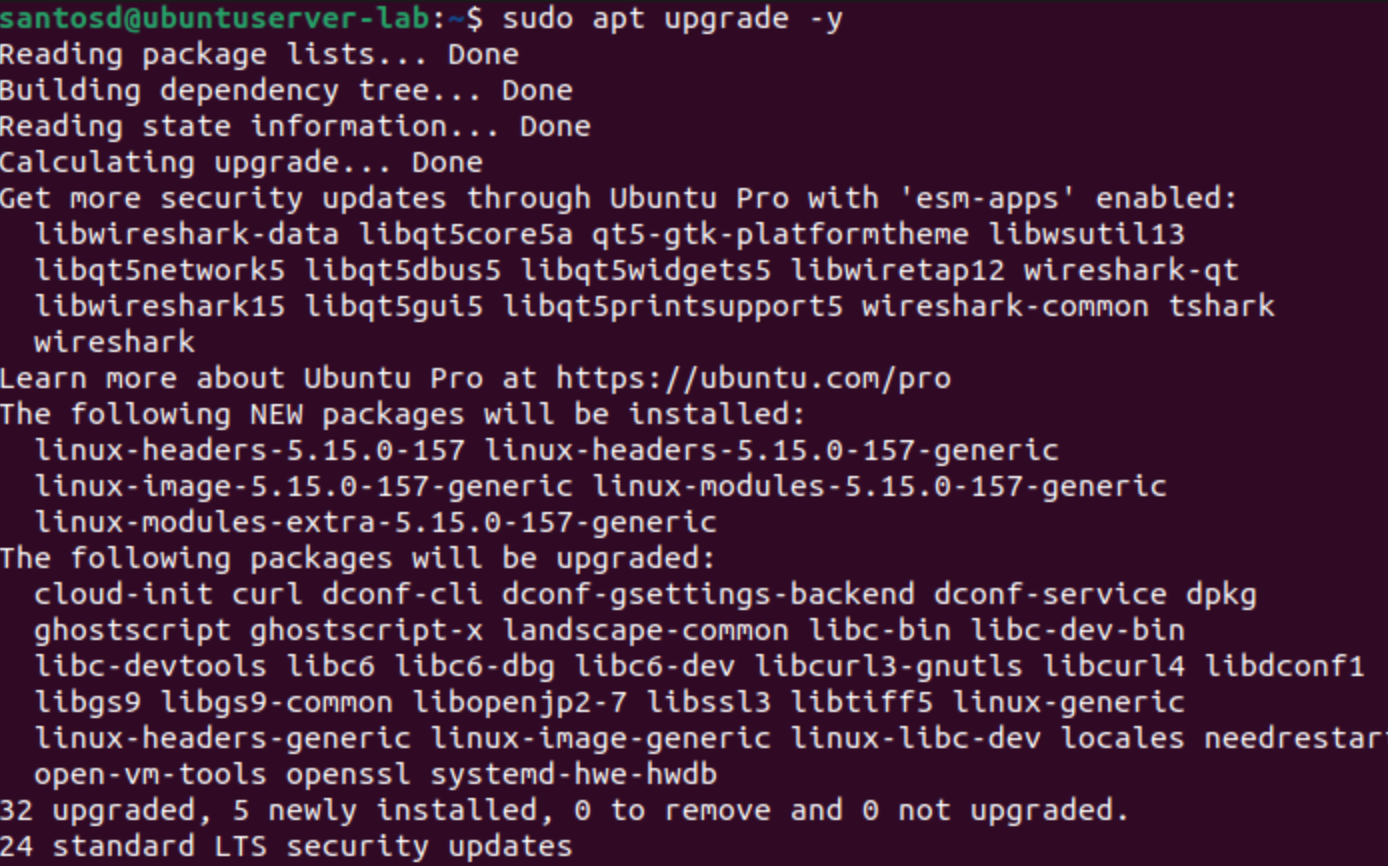 santosd@ubuntuserver-lab:~$ sudo apt upgrade -y
Reading package lists... Done
Building dependency tree... Done
Reading state information... Done
Calculating upgrade... Done
Get more security updates through Ubuntu Pro with 'esm-apps' enabled:
  libwireshark-data libqt5core5a qt5-gtk-platformtheme libwsutil13
  libqt5network5 libqt5dbus5 libqt5widgets5 libwiretap12 wireshark-qt
  libwireshark15 libqt5gui5 libqt5printsupport5 wireshark-common tshark
  wireshark
Learn more about Ubuntu Pro at https://ubuntu.com/pro
The following NEW packages will be installed:
  linux-headers-5.15.0-157 linux-headers-5.15.0-157-generic
  linux-image-5.15.0-157-generic linux-modules-5.15.0-157-generic
  linux-modules-extra-5.15.0-157-generic
The following packages will be upgraded:
  cloud-init curl dconf-cli dconf-gsettings-backend dconf-service dpkg
  ghostscript ghostscript-x landscape-common libc-bin libc-dev-bin
  libc-devtools libc6 libc6-dbg libc6-dev libcurl3-gnutls libcurl4 libdconf1
  libgs9 libgs9-common libopenjp2-7 libssl3 libtiff5 linux-generic
  linux-headers-generic linux-image-generic linux-libc-dev locales needrestart
  open-vm-tools openssl systemd-hwe-hwdb
32 upgraded, 5 newly installed, 0 to remove and 0 not upgraded.
24 standard LTS security updates